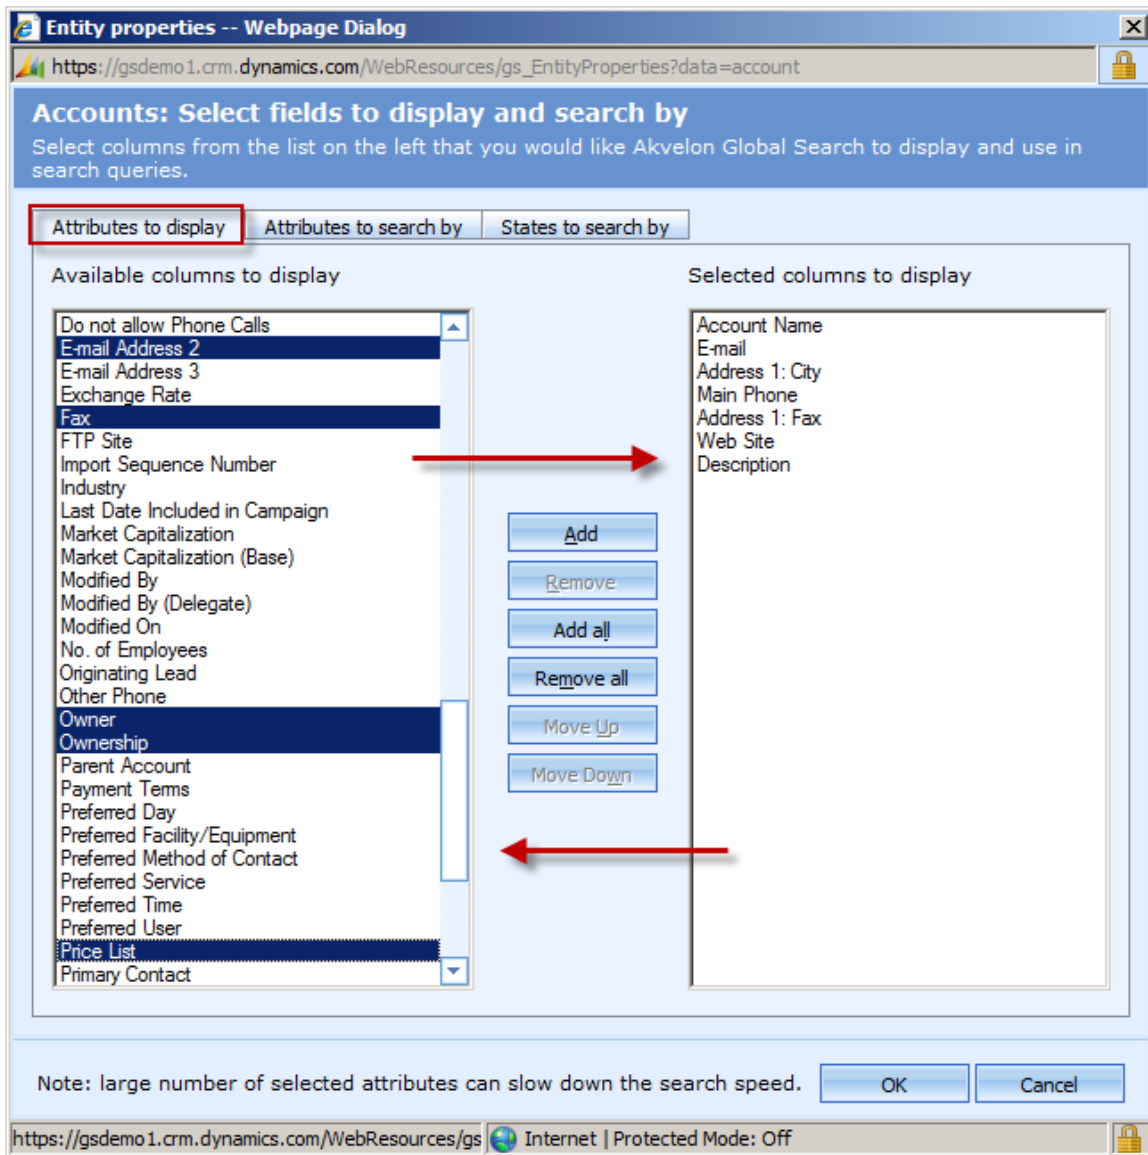 Entity properties -- Webpage Dialog
https://gsdemo1.crm.dynamics.com/WebResources/gs_EntityProperties?data=account
Accounts: Select fields to display and search by
Select columns from the list on the left that you would like Akvelon Global Search to display and use in
search queries.
Attributes to display
Attributes to search by
States to search by
Available columns to display
Do not allow Phone Calls
E-mail Address 2
E-mail Address 3
Exchange Rate
Fax
FTP Site
Import Sequence Number
Industry
Last Date Included in Campaign
Market Capitalization
Market Capitalization (Base)
Modified By
Modified By (Delegate)
Modified On
No. of Employees
Originating Lead
Other Phone
Owner
Ownership
Parent Account
Payment Terms
Preferred Day
Preferred Facility/Equipment
Preferred Method of Contact
Preferred Service
Preferred Time
Preferred User
Price List
Primary Contact
Add
Remove
Add all
Remove all
Move Up
Move Down
Selected columns to display
Account Name
E-mail
Address 1: City
Main Phone
Address 1: Fax
Web Site
Description
Note: large number of selected attributes can slow down the search speed.
OK
Cancel
https://gsdemo1.crm.dynamics.com/WebResources/gs
Internet | Protected Mode: Off